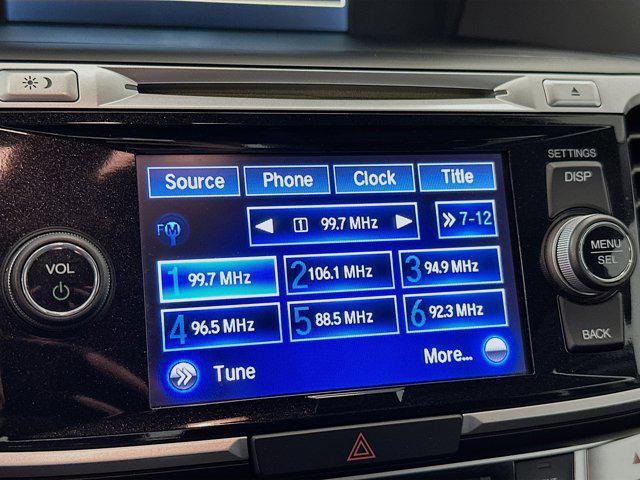 SETTINGS
DISP
Source Phone Clock Title
FM
1 99.7 MHz
7-12
VOL
MENU
SEL
1 99.7 MHz 2 106.1 MHz 3 94.9 MHz
4 96.5 MHz 5 88.5 MHz 6 92.3 MHz
BACK
Tune More...